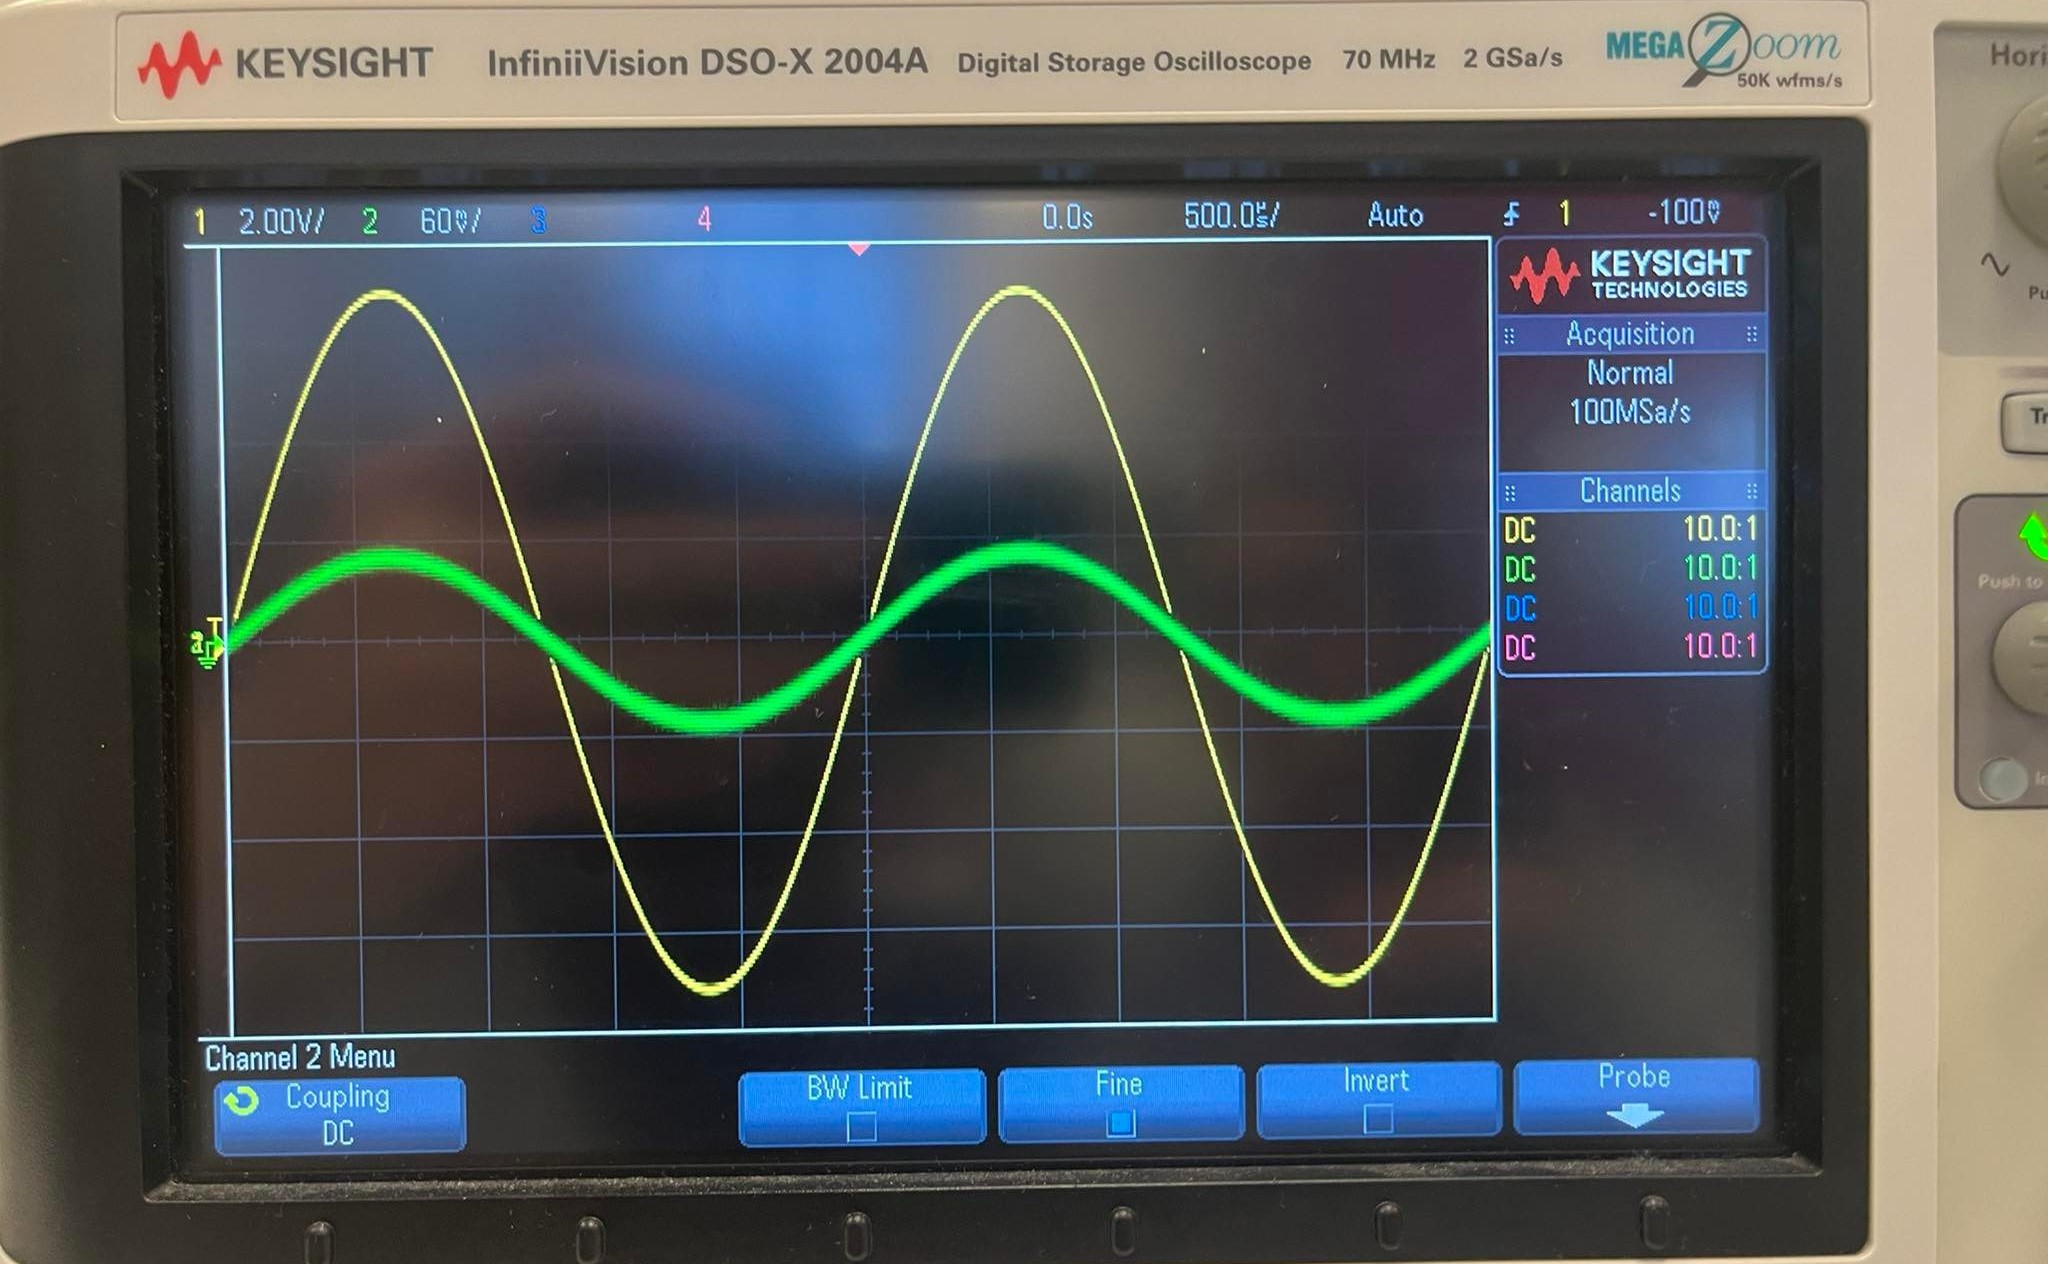 KEYSIGHT InfiniiVision DSO-X 2004A Digital Storage Oscilloscope 70 MHz 2 GSa/s MEGA Zoom
50K wfms/s
Hori
1 2.00V/ 2 60mV/ 3 4 0.0s 500.0µs/ Auto 1 -100mV
KEYSIGHT
TECHNOLOGIES
Acquisition
Normal
100MSa/s
Channels
DC 10.0:1
DC 10.0:1
DC 10.0:1
DC 10.0:1
T
Pu
Tr
Push to
In
Channel 2 Menu
Coupling
DC
BW Limit
Fine
Invert
Probe